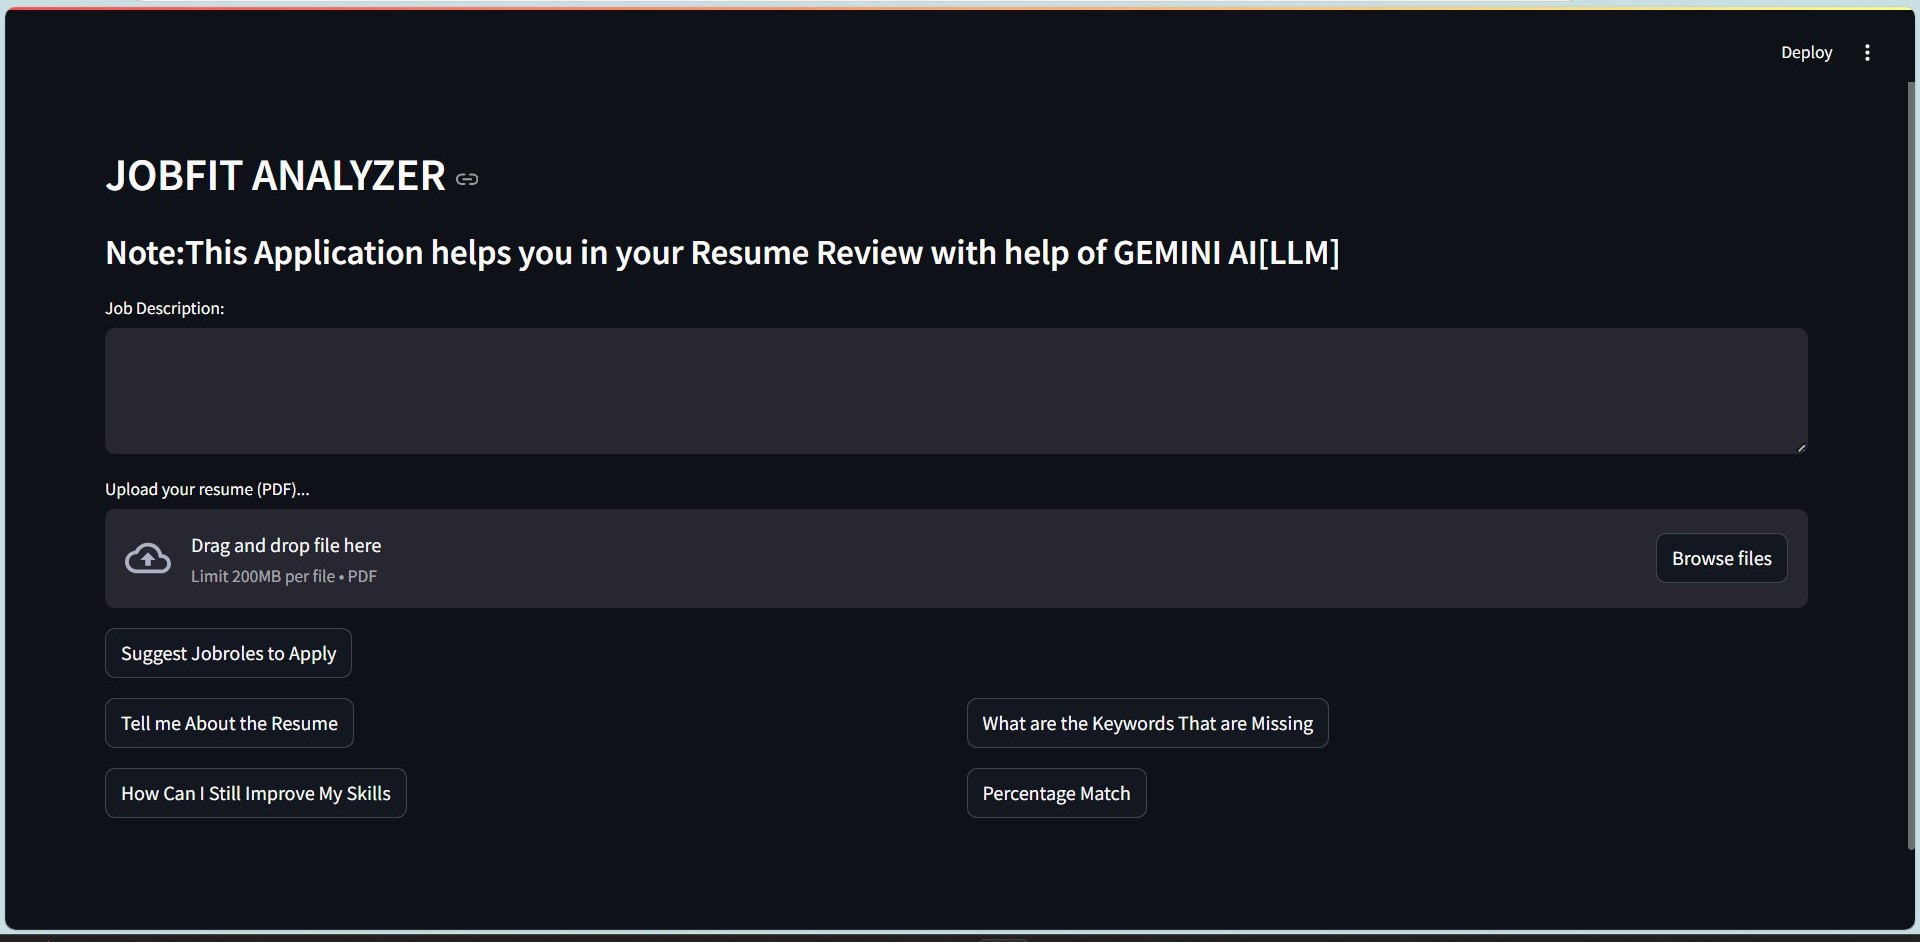 Deploy
JOBFIT ANALYZER
Note:This Application helps you in your Resume Review with help of GEMINI AI[LLM]
Job Description:
Upload your resume (PDF)...
Drag and drop file here
Limit 200MB per file • PDF
Browse files
Suggest Jobroles to Apply
Tell me About the Resume
What are the Keywords That are Missing
How Can I Still Improve My Skills
Percentage Match